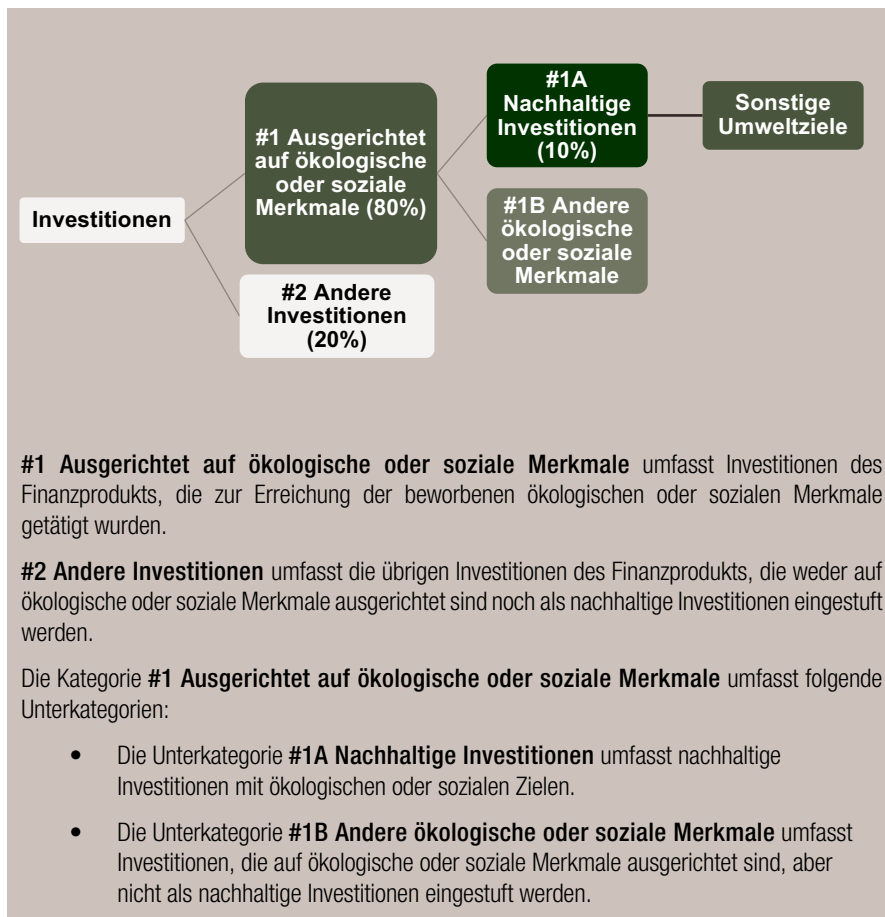 Investitionen
#1 Ausgerichtet
auf ökologische
oder soziale
Merkmale (80%)
#2 Andere
Investitionen
(20%)
#1A
Nachhaltige
Investitionen
(10%)
#1B Andere
ökologische
oder soziale
Merkmale
Sonstige
Umweltziele
#1 Ausgerichtet auf ökologische oder soziale Merkmale umfasst Investitionen des
Finanzprodukts, die zur Erreichung der beworbenen ökologischen oder sozialen Merkmale
getätigt wurden.
#2 Andere Investitionen umfasst die übrigen Investitionen des Finanzprodukts, die weder auf
ökologische oder soziale Merkmale ausgerichtet sind noch als nachhaltige Investitionen eingestuft
werden.
Die Kategorie #1 Ausgerichtet auf ökologische oder soziale Merkmale umfasst folgende
Unterkategorien:
• Die Unterkategorie #1A Nachhaltige Investitionen umfasst nachhaltige
Investitionen mit ökologischen oder sozialen Zielen.
• Die Unterkategorie #1B Andere ökologische oder soziale Merkmale umfasst
Investitionen, die auf ökologische oder soziale Merkmale ausgerichtet sind, aber
nicht als nachhaltige Investitionen eingestuft werden.